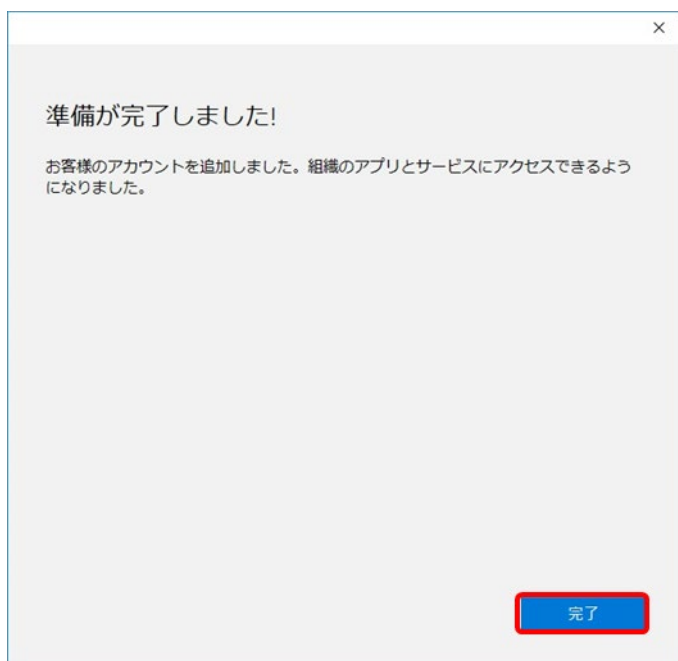 準備が完了しました!
お客様のアカウントを追加しました。組織のアプリとサービスにアクセスできるよう
になりました。
完了